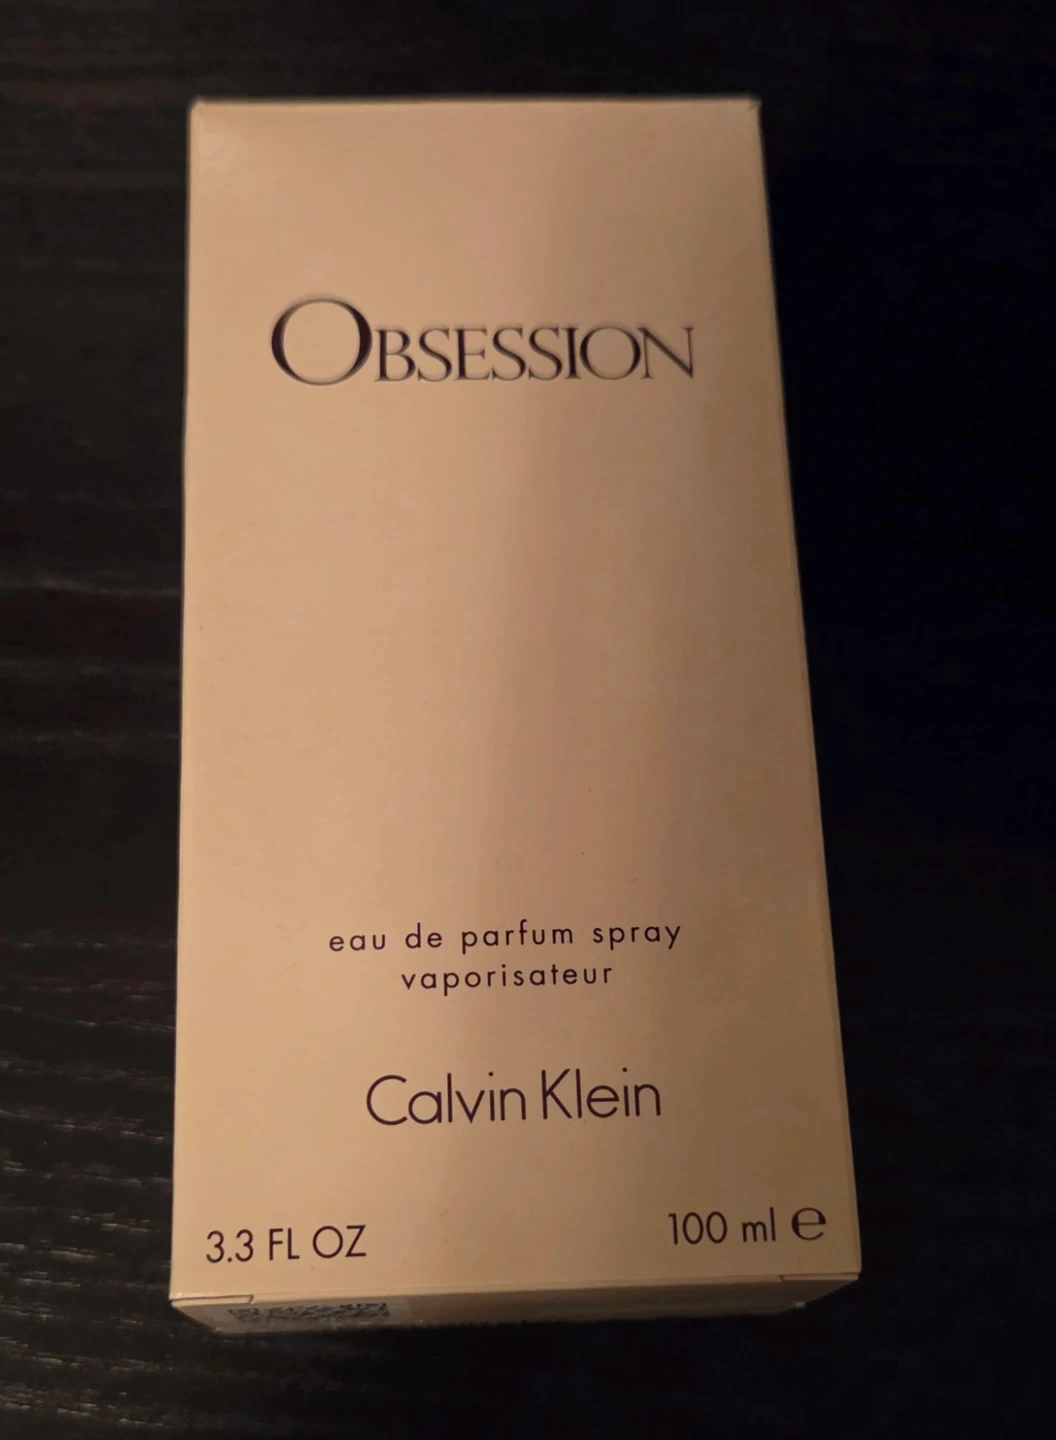 OBSESSION
eau de parfum spray
vaporisateur
Calvin Klein
3.3 FL OZ
100 ml ℮